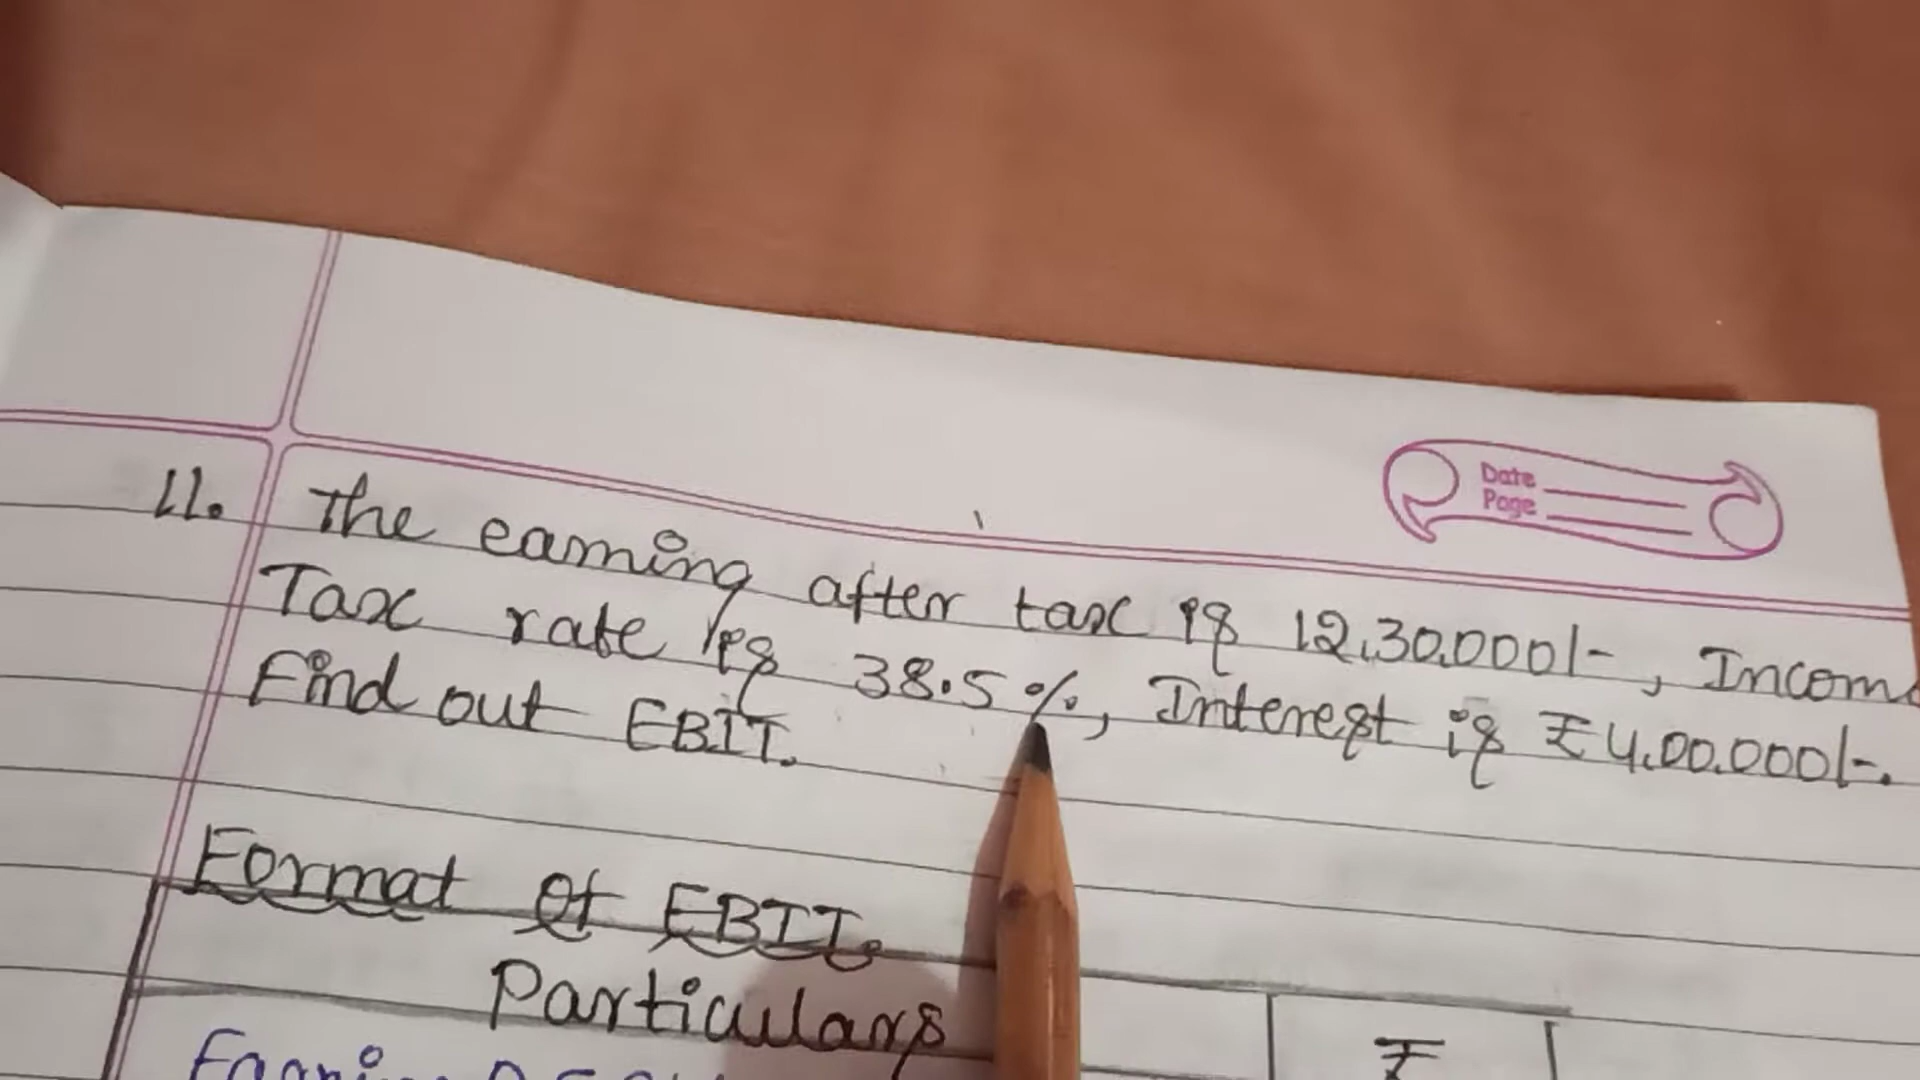 Date
Page
11. The earning after tax is 12,30,000/-, Incom
Tax rate is 38.5%, Interest is ₹4,00,000/-.
Find out EBIT.
Format Of EBIT.
Particulars
₹